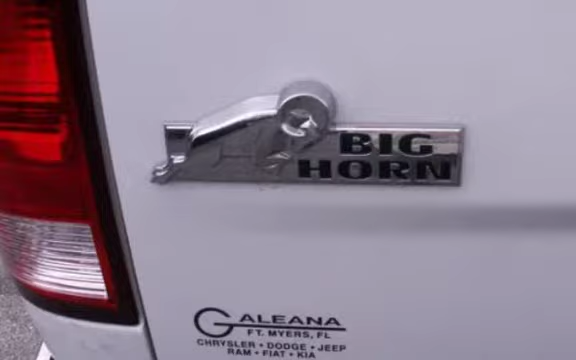 BIG
HORN
GALEANA
FT. MYERS, FL
CHRYSLER • DODGE • JEEP
RAM • FIAT • KIA